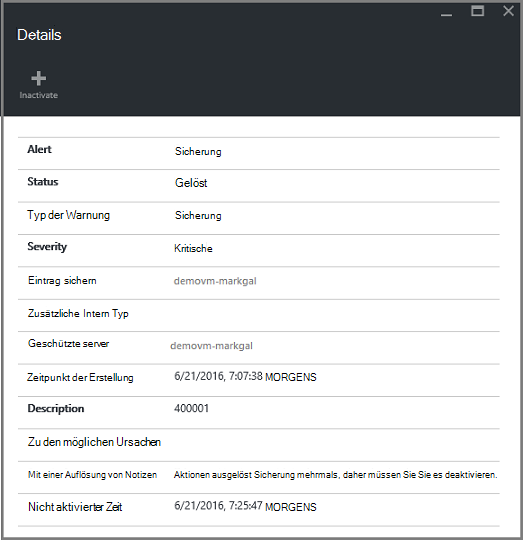 Details
Inactivate
Alert Sicherung
Status Gelöst
Typ der Warnung Sicherung
Severity Kritische
Eintrag sichern demovm-markgal
Zusätzliche Intern Typ
Geschützte server demovm-markgal
Zeitpunkt der Erstellung 6/21/2016, 7:07:38 MORGENS
Description 400001
Zu den möglichen Ursachen
Mit einer Auflösung von Notizen Aktionen ausgelöst Sicherung mehrmals, daher müssen Sie Sie es deaktivieren.
Nicht aktivierter Zeit 6/21/2016, 7:25:47 MORGENS